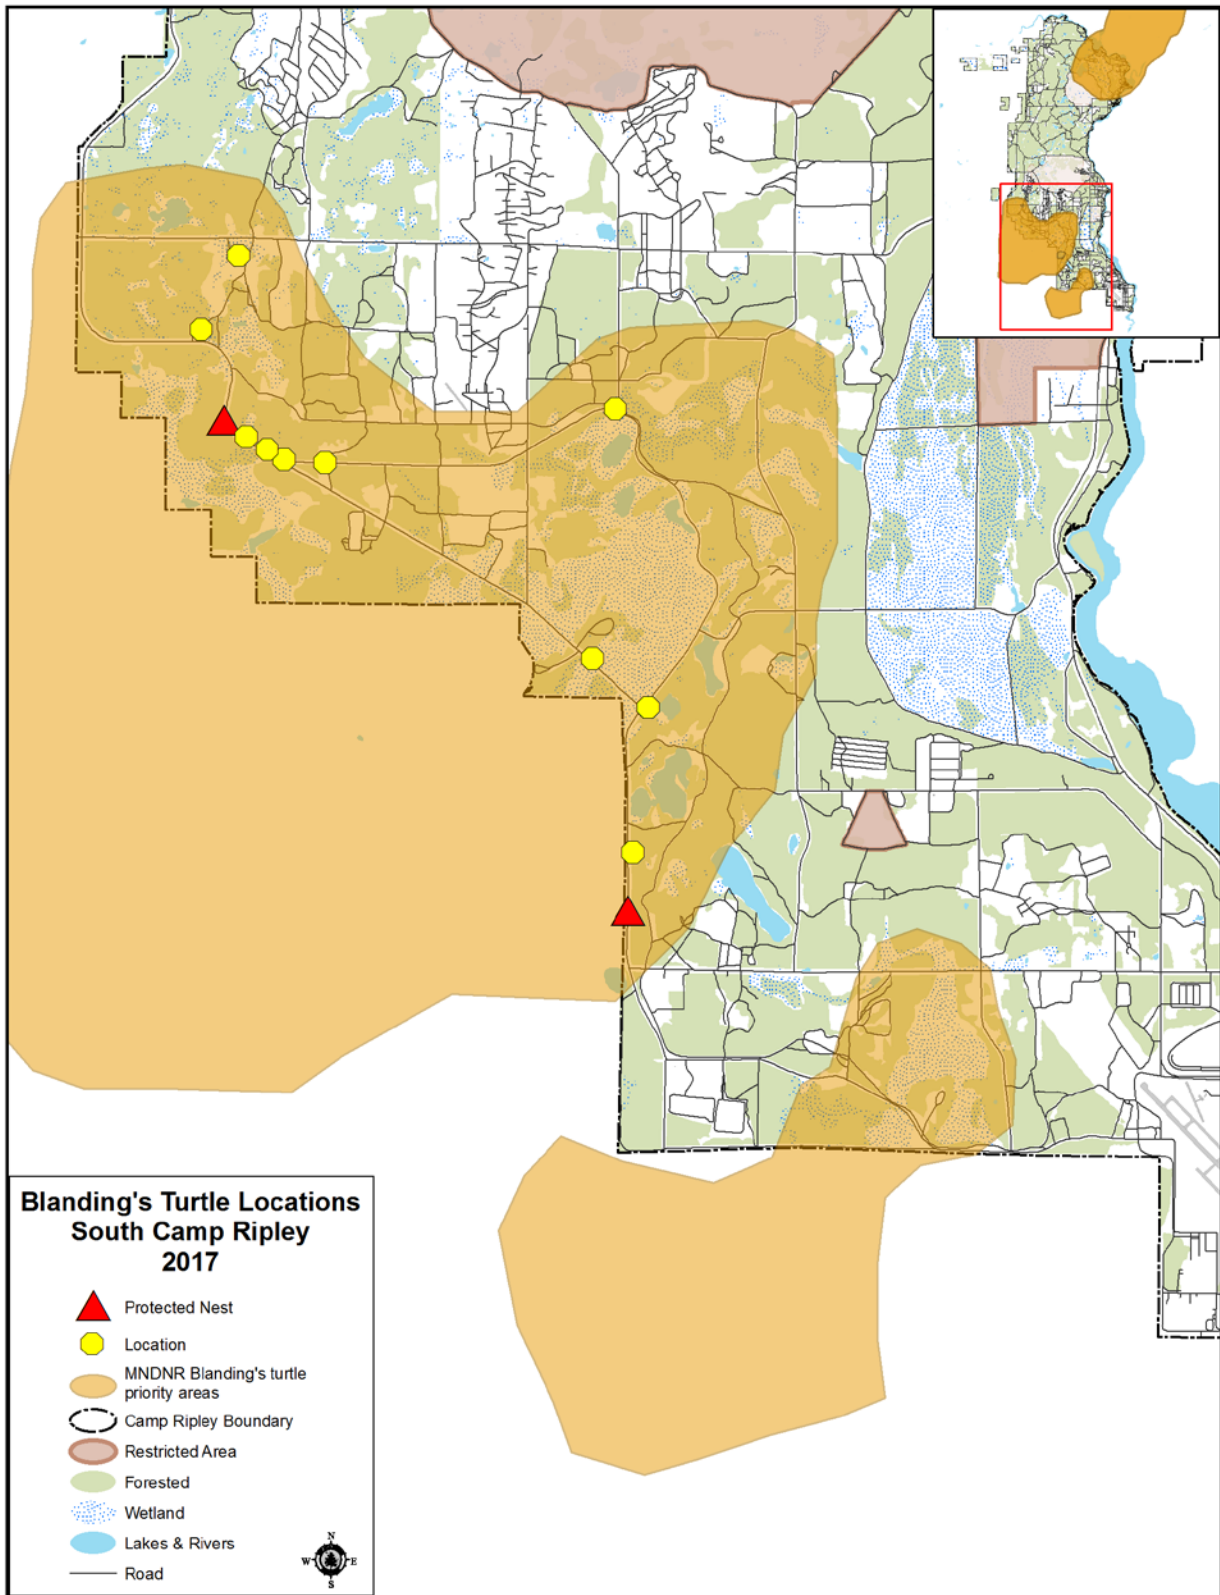 Blanding's Turtle Locations
South Camp Ripley
2017
Protected Nest
Location
MNDNR Blanding's turtle
priority areas
Camp Ripley Boundary
Restricted Area
Forested
Wetland
Lakes & Rivers
Road
N
W
E
S